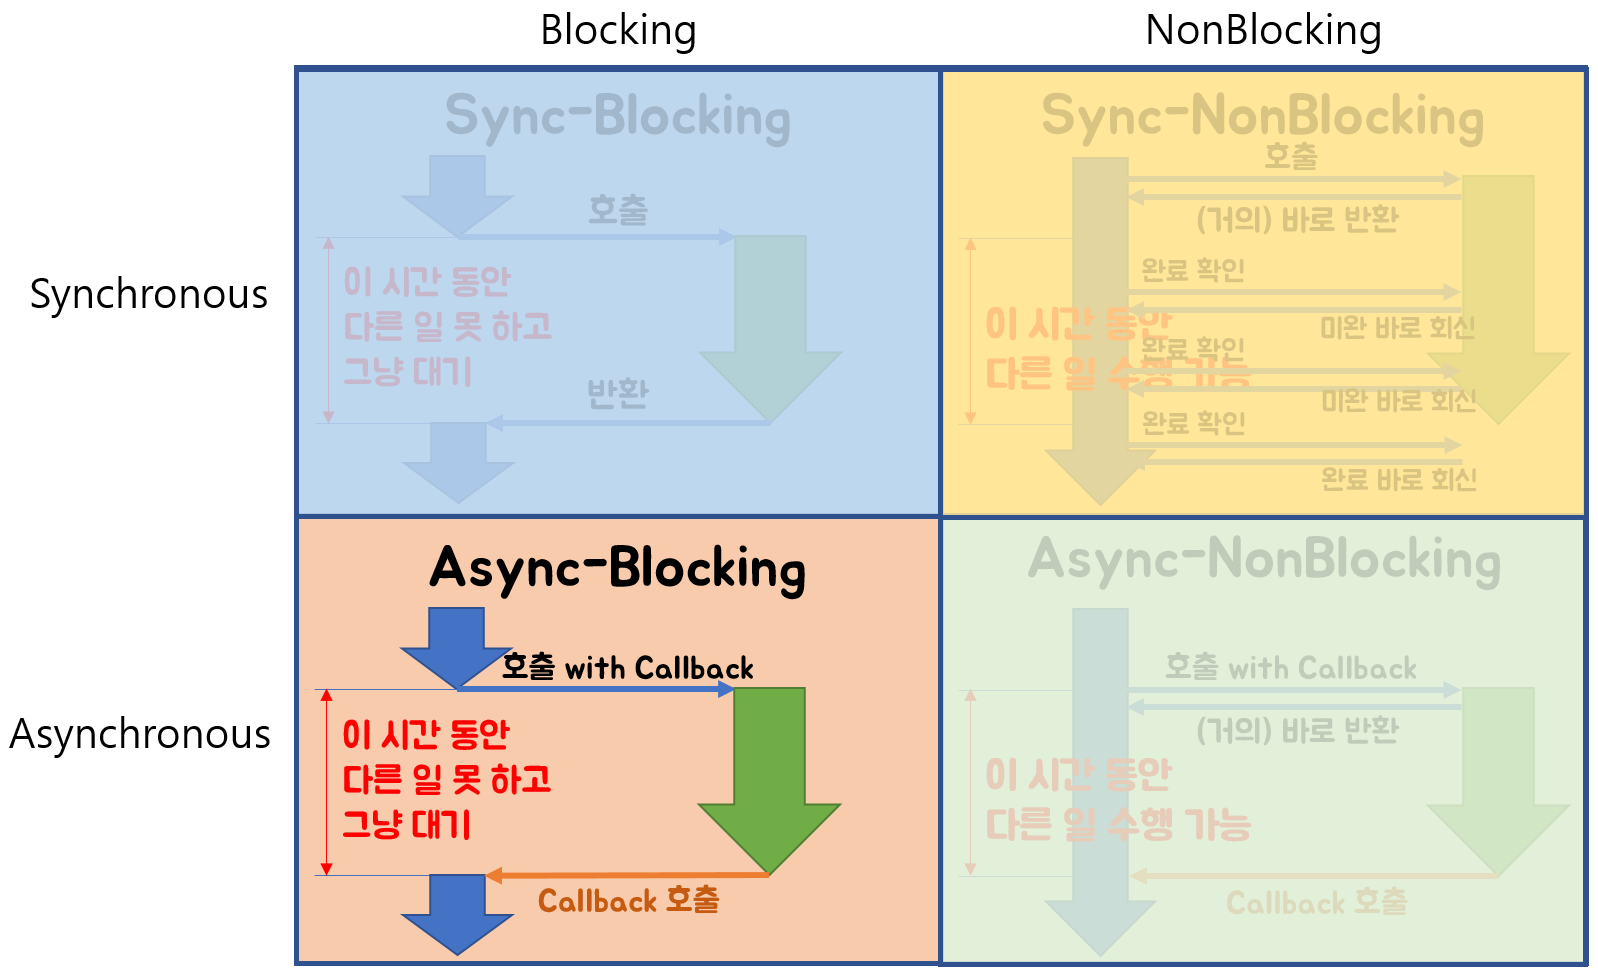 Blocking
NonBlocking
Synchronous
Sync-Blocking
호출
이 시간 동안
다른 일 못 하고
그냥 대기
반환
Sync-NonBlocking
호출
(거의) 바로 반환
완료 확인
미완 바로 회신
이 시간 동안
다른 일 수행 가능
완료 확인
미완 바로 회신
완료 확인
완료 바로 회신
Asynchronous
Async-Blocking
호출 with Callback
이 시간 동안
다른 일 못 하고
그냥 대기
Callback 호출
Async-NonBlocking
호출 with Callback
(거의) 바로 반환
이 시간 동안
다른 일 수행 가능
Callback 호출